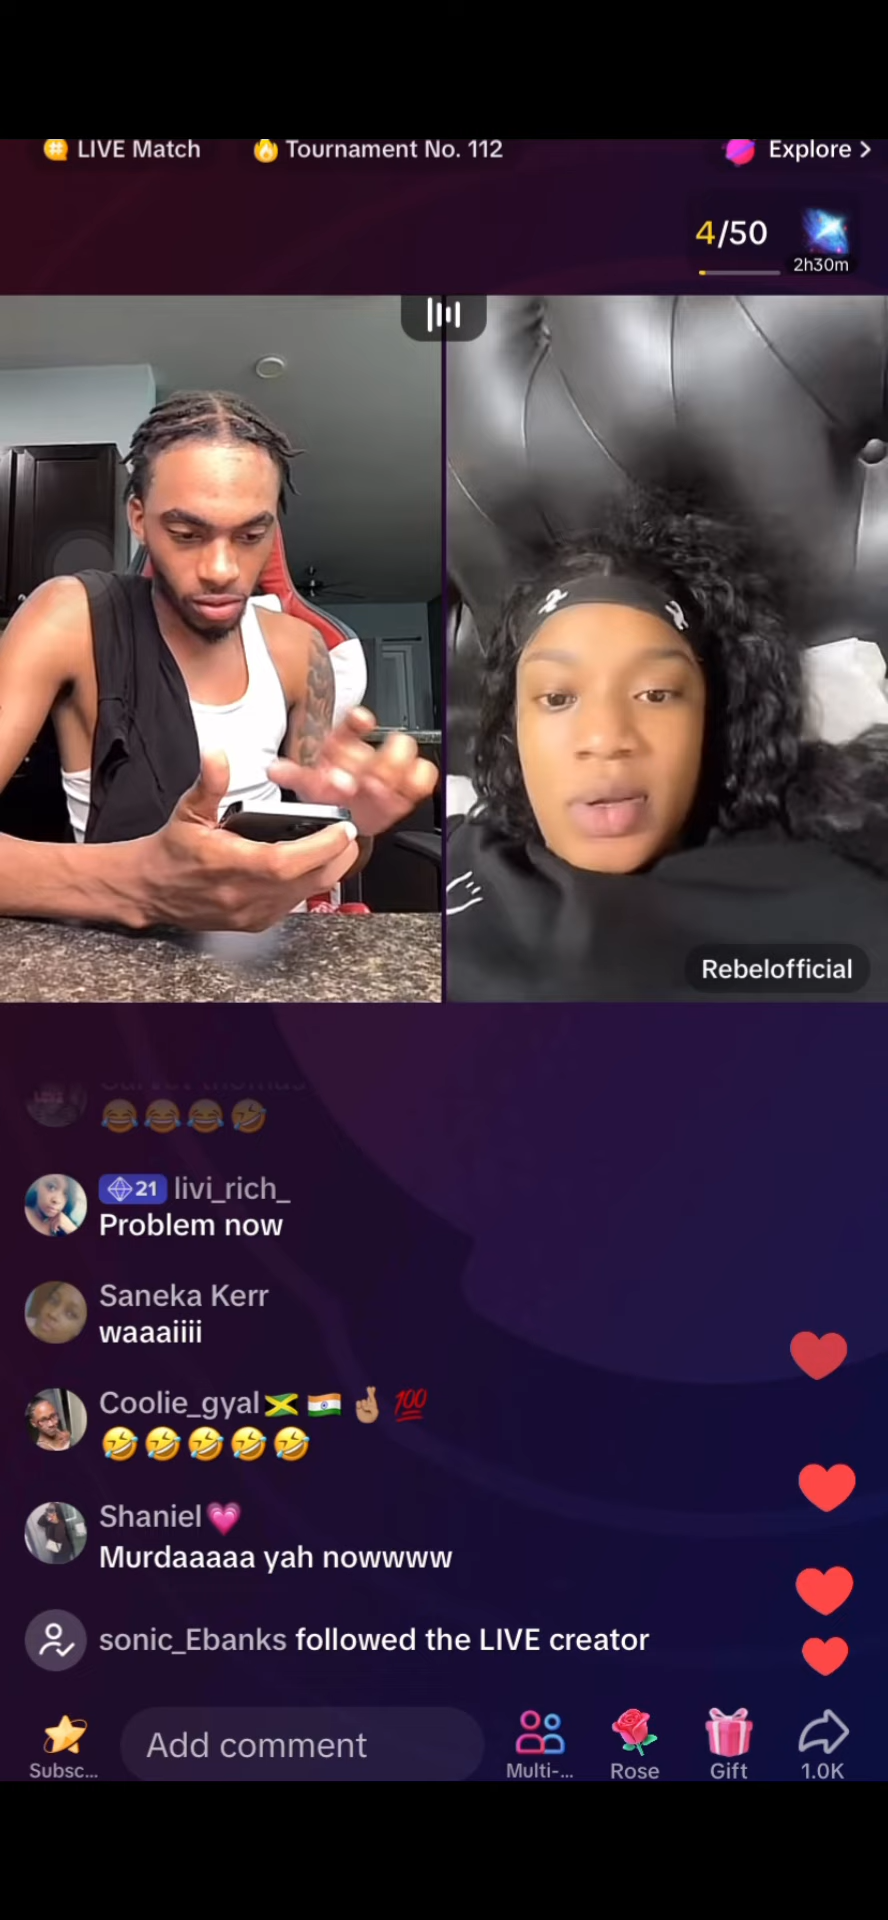 LIVE Match
Tournament No. 112
Explore >
4/50
2h30m
Rebelofficial
😂😂😂🤣
21 livi_rich_
Problem now
Saneka Kerr
waaaiiii
Coolie_gyal🇯🇲🇮🇳🤞🏽💯
🤣🤣🤣🤣🤣
Shaniel💗
Murdaaaaa yah nowwww
sonic_Ebanks followed the LIVE creator
Add comment
Subsc...
Multi-...
Rose
Gift
1.0K